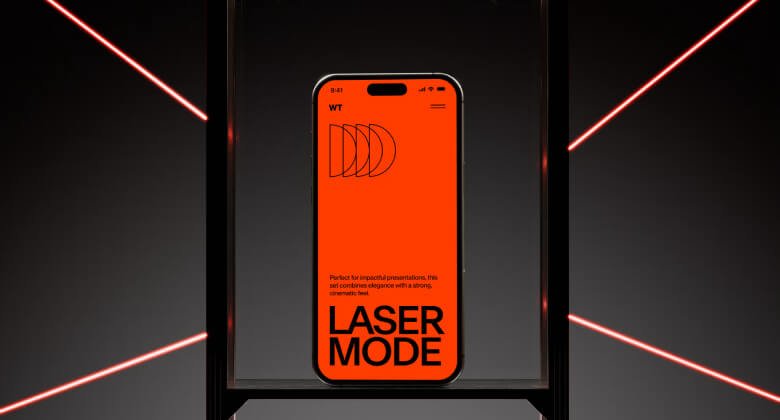 9:41
WT
Perfect for impactful presentations, this
set combines elegance with a strong,
cinematic feel.
LASER
MODE